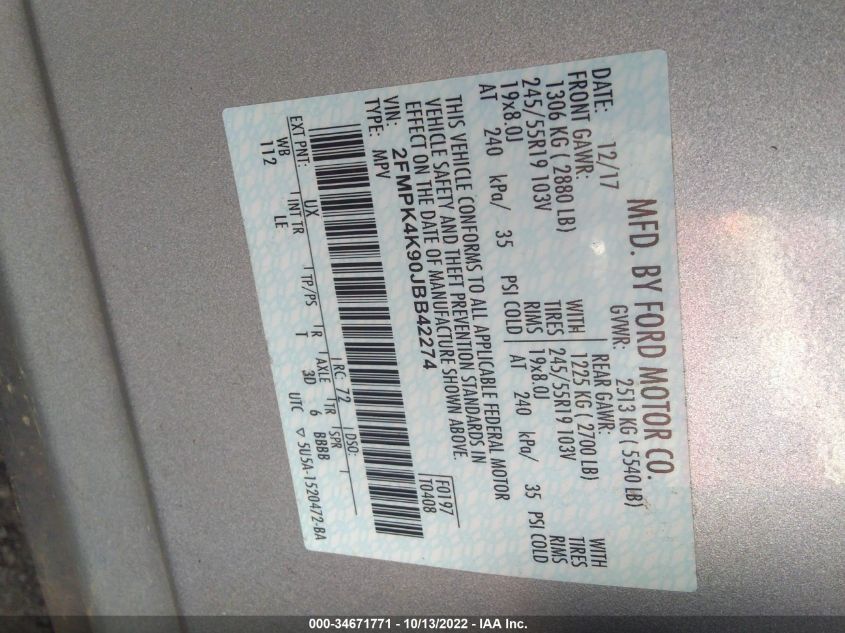 MFD. BY FORD MOTOR CO.
DATE: 12/17 GVWR: 2513 KG ( 5540 LB)
FRONT GAWR: REAR GAWR:
1306 KG ( 2880 LB) WITH 1225 KG ( 2700 LB) WITH
245/55R19 103V TIRES 245/55R19 103V TIRES
19x8.0J RIMS 19x8.0J RIMS
AT 240 kPa/ 35 PSI COLD AT 240 kPa/ 35 PSI COLD
THIS VEHICLE CONFORMS TO ALL APPLICABLE FEDERAL MOTOR
VEHICLE SAFETY AND THEFT PREVENTION STANDARDS IN
EFFECT ON THE DATE OF MANUFACTURE SHOWN ABOVE.
VIN: 2FMPK4K90JBB42274 F0197
TYPE: MPV T0408
EXT PNT: UX RC: 72 DSO:
WB INT TR TP/PS R AXLE TR SPR
112 LE T 3D 6 BBBB
UTC ▽ 5U5A-1520472-BA
000-34671771 - 10/13/2022 - IAA Inc.